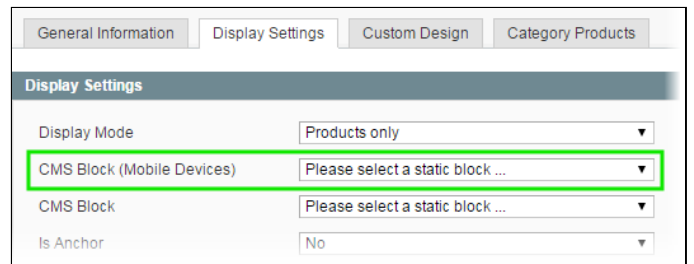 General Information Display Settings Custom Design Category Products
Display Settings
Display Mode Products only
CMS Block (Mobile Devices) Please select a static block ...
CMS Block Please select a static block ...
Is Anchor No